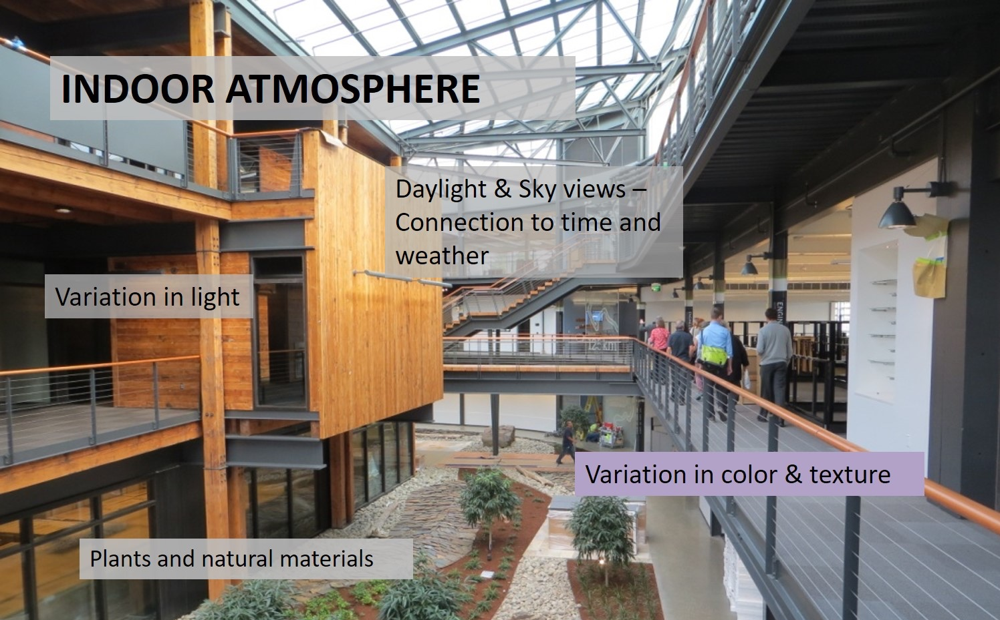 INDOOR ATMOSPHERE
Daylight & Sky views –
Connection to time and
weather
Variation in light
Variation in color & texture
Plants and natural materials